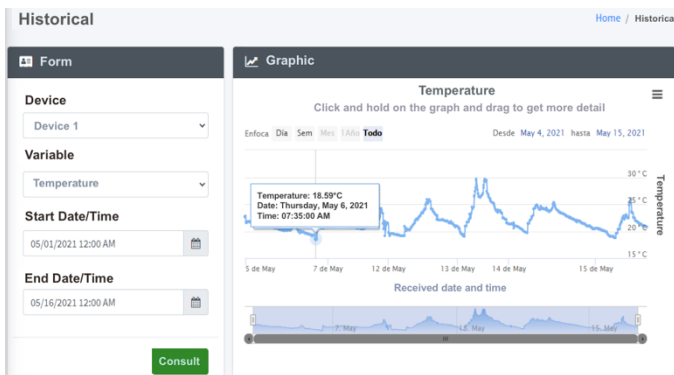 Historical
Home / Historica
Form
Device
Device 1
Variable
Temperature
Start Date/Time
05/01/2021 12:00 AM
End Date/Time
05/16/2021 12:00 AM
Consult
Graphic
Temperature
Click and hold on the graph and drag to get more detail
Enfoca Día Sem Mes 1Año Todo
Desde May 4, 2021 hasta May 15, 2021
Temperature: 18.59°C
Date: Thursday, May 6, 2021
Time: 07:35:00 AM
30°C
25°C
20°C
15°C
Temperature
5 de May 7 de May 12 de May 13 de May 14 de May 15 de May
Received date and time
7. May 13. May 15. May